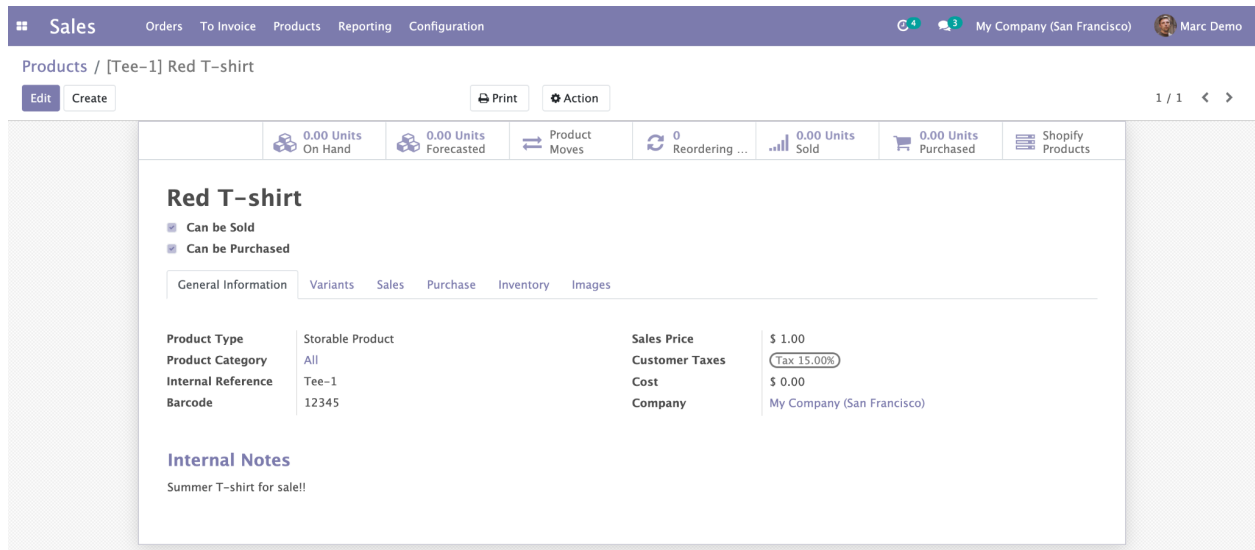 Sales Orders To Invoice Products Reporting Configuration 4 3 My Company (San Francisco) Marc Demo
Products / [Tee-1] Red T-shirt
Edit Create Print Action 1 / 1
0.00 Units On Hand
0.00 Units Forecasted
Product Moves
0 Reordering ...
0.00 Units Sold
0.00 Units Purchased
Shopify Products
Red T-shirt
Can be Sold
Can be Purchased
General Information Variants Sales Purchase Inventory Images
Product Type Storable Product
Product Category All
Internal Reference Tee-1
Barcode 12345
Sales Price $ 1.00
Customer Taxes Tax 15.00%
Cost $ 0.00
Company My Company (San Francisco)
Internal Notes
Summer T-shirt for sale!!